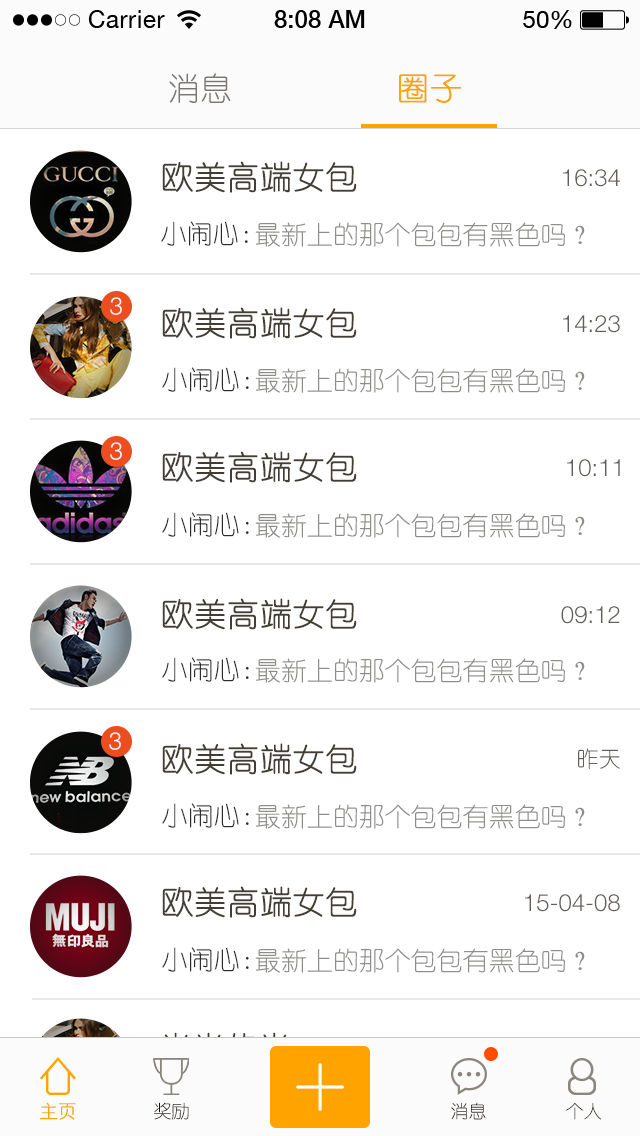 Carrier 8:08 AM 50%
消息 圈子
GUCCI
欧美高端女包 16:34
小闹心：最新上的那个包包有黑色吗？
3
欧美高端女包 14:23
小闹心：最新上的那个包包有黑色吗？
3
adidas
欧美高端女包 10:11
小闹心：最新上的那个包包有黑色吗？
欧美高端女包 09:12
小闹心：最新上的那个包包有黑色吗？
3
NB
new balance
欧美高端女包 昨天
小闹心：最新上的那个包包有黑色吗？
MUJI
無印良品
欧美高端女包 15-04-08
小闹心：最新上的那个包包有黑色吗？
主页 奖励 消息 个人